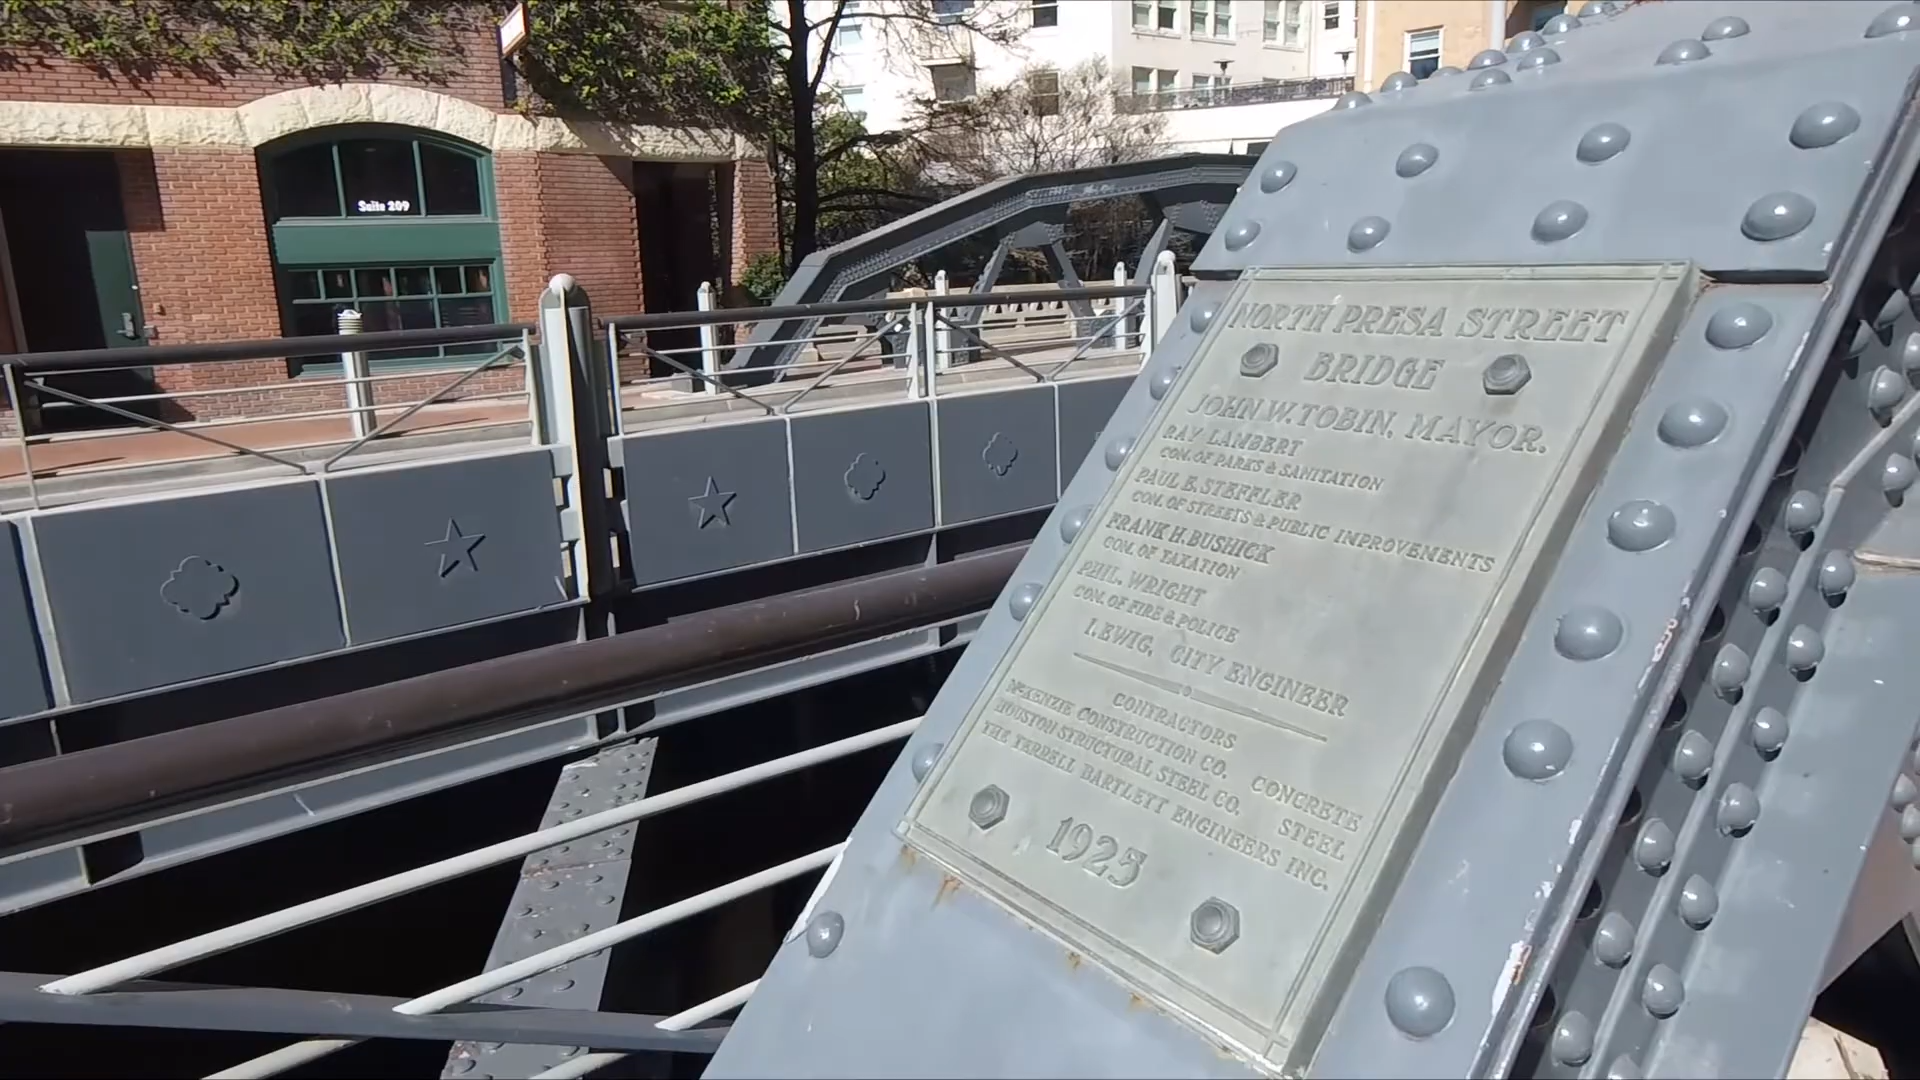 Suite 209
NORTH PRESA STREET
BRIDGE
JOHN W. TOBIN, MAYOR.
RAY LAMBERT
COM. OF PARKS & SANITATION
PAUL E. STEFFLER
COM. OF STREETS & PUBLIC IMPROVEMENTS
FRANK H. BUSHICK
COM. OF TAXATION
PHIL. WRIGHT
COM. OF FIRE & POLICE
I. EWIG, CITY ENGINEER
CONTRACTORS
McKENZIE CONSTRUCTION CO. CONCRETE
HOUSTON STRUCTURAL STEEL CO. STEEL
THE TERRELL BARTLETT ENGINEERS INC.
1925